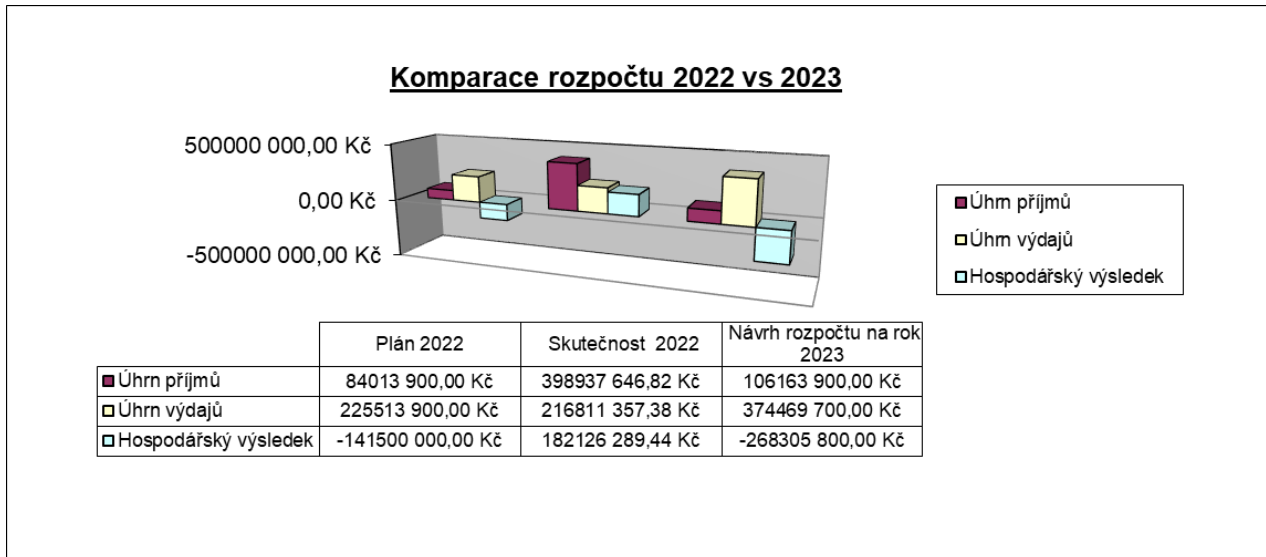 Komparace rozpočtu 2022 vs 2023
500000 000,00 Kč
0,00 Kč
-500000 000,00 Kč
Úhrn příjmů
Úhrn výdajů
Hospodářský výsledek
Plán 2022 Skutečnost 2022 Návrh rozpočtu na rok 2023
Úhrn příjmů 84013 900,00 Kč 398937 646,82 Kč 106163 900,00 Kč
Úhrn výdajů 225513 900,00 Kč 216811 357,38 Kč 374469 700,00 Kč
Hospodářský výsledek -141500 000,00 Kč 182126 289,44 Kč -268305 800,00 Kč